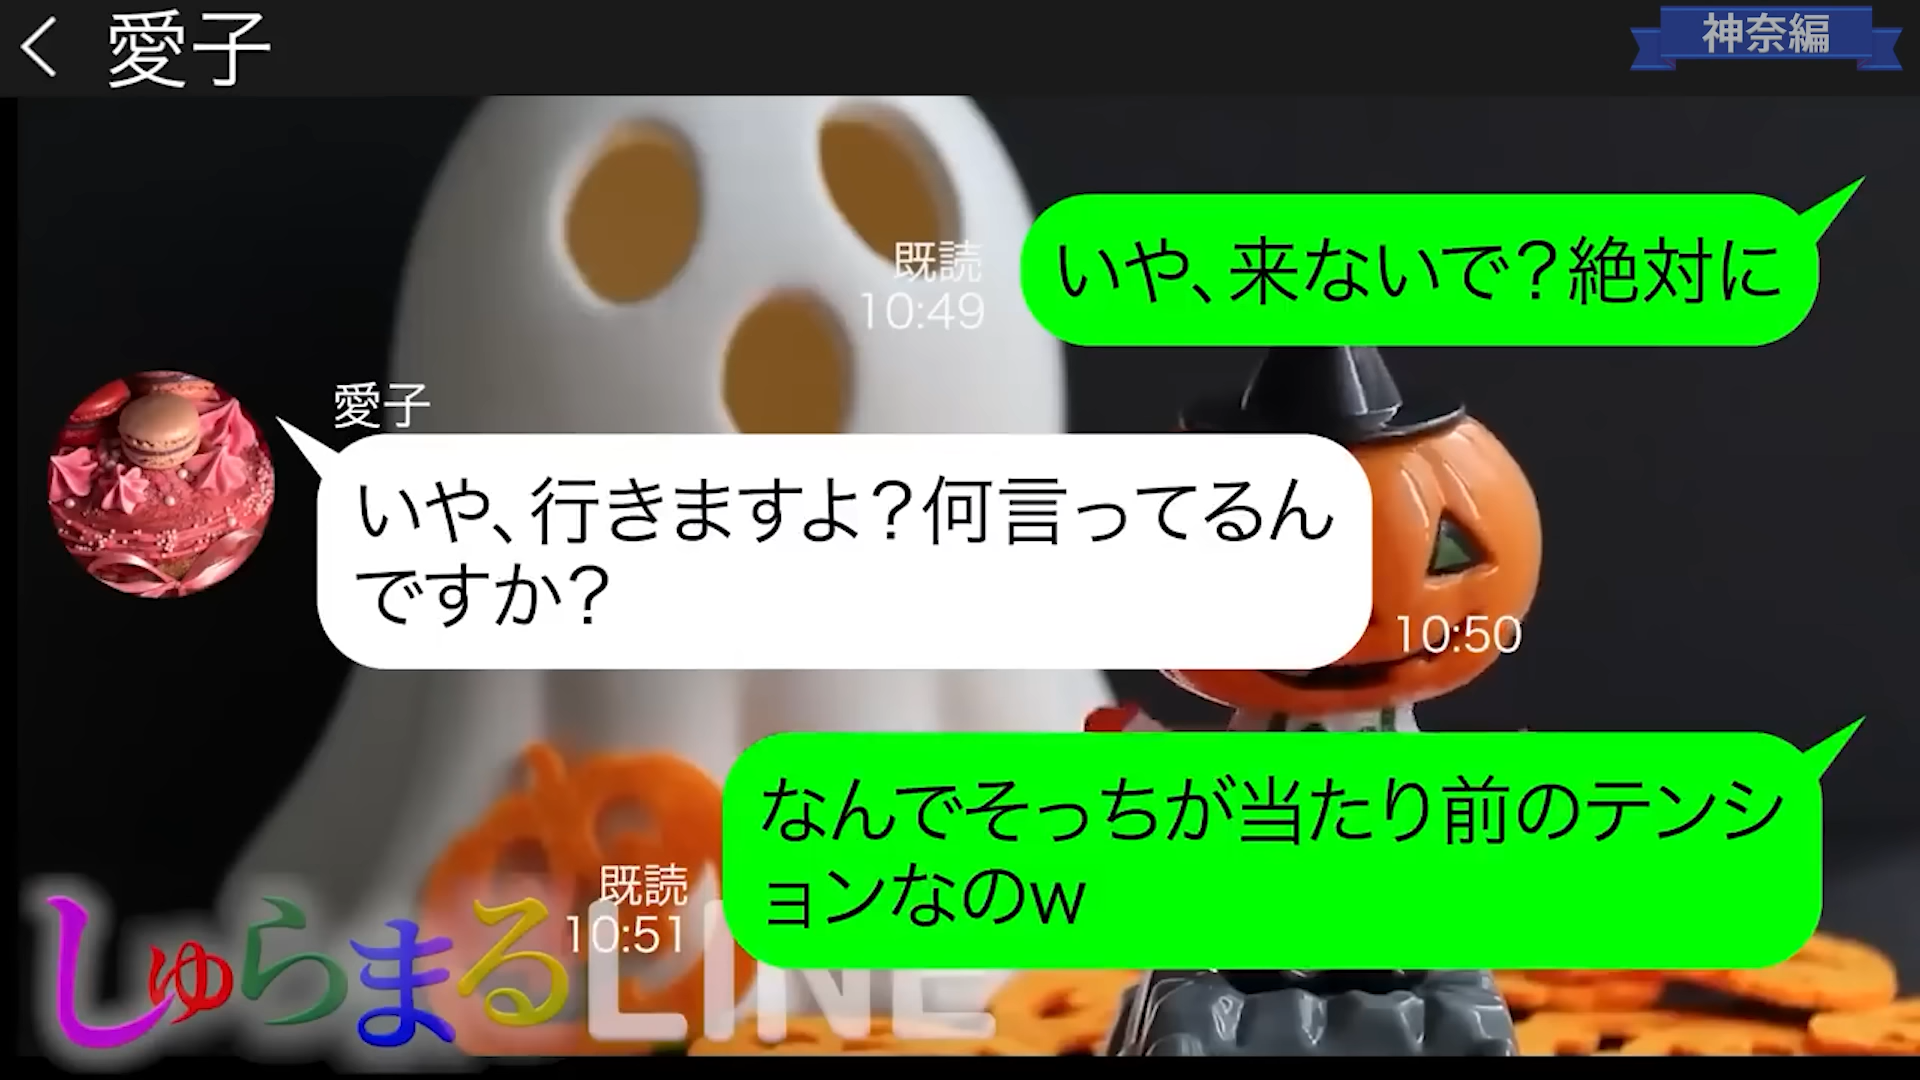 愛子
神奈編
いや、来ないで？絶対に
既読
10:49
愛子
いや、行きますよ？何言ってるん
ですか？
10:50
なんでそっちが当たり前のテンシ
ョンなのw
既読
10:51
しゅらまるLINE